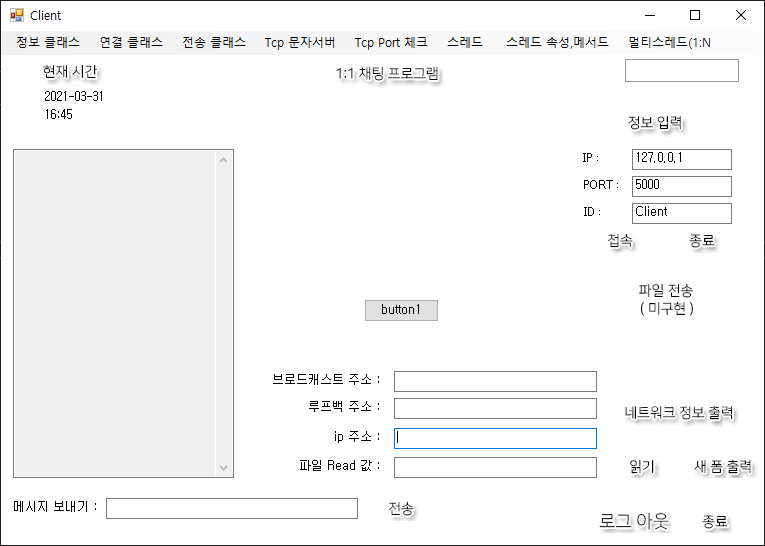 Client
정보 클래스 연결 클래스 전송 클래스 Tcp 문자서버 Tcp Port 체크 스레드 스레드 속성,메서드 멀티스레드(1:N
현재 시간
1:1 채팅 프로그램
2021-03-31
16:45
정보 입력
IP : 127.0.0.1
PORT : 5000
ID : Client
접속 종료
파일 전송
( 미구현 )
button1
브로드캐스트 주소 :
루프백 주소 :
네트워크 정보 출력
ip 주소 :
파일 Read 값 :
읽기 새 폼 출력
메시지 보내기 : 전송
로그 아웃 종료